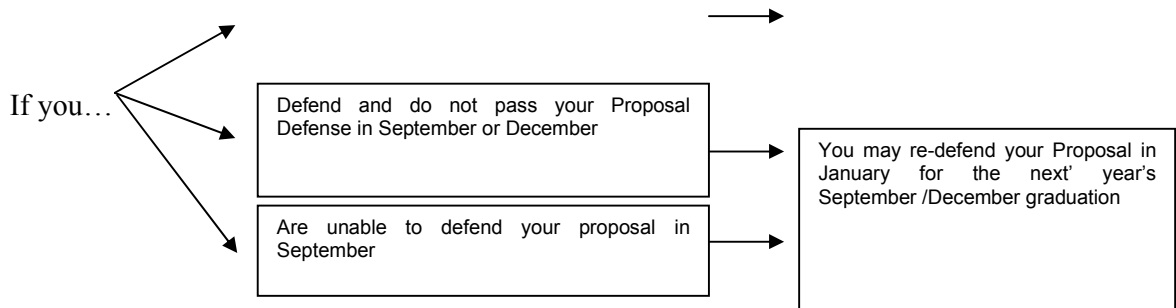 If you…
Defend and do not pass your Proposal
Defense in September or December
Are unable to defend your proposal in
September
You may re-defend your Proposal in
January for the next’ year’s
September /December graduation